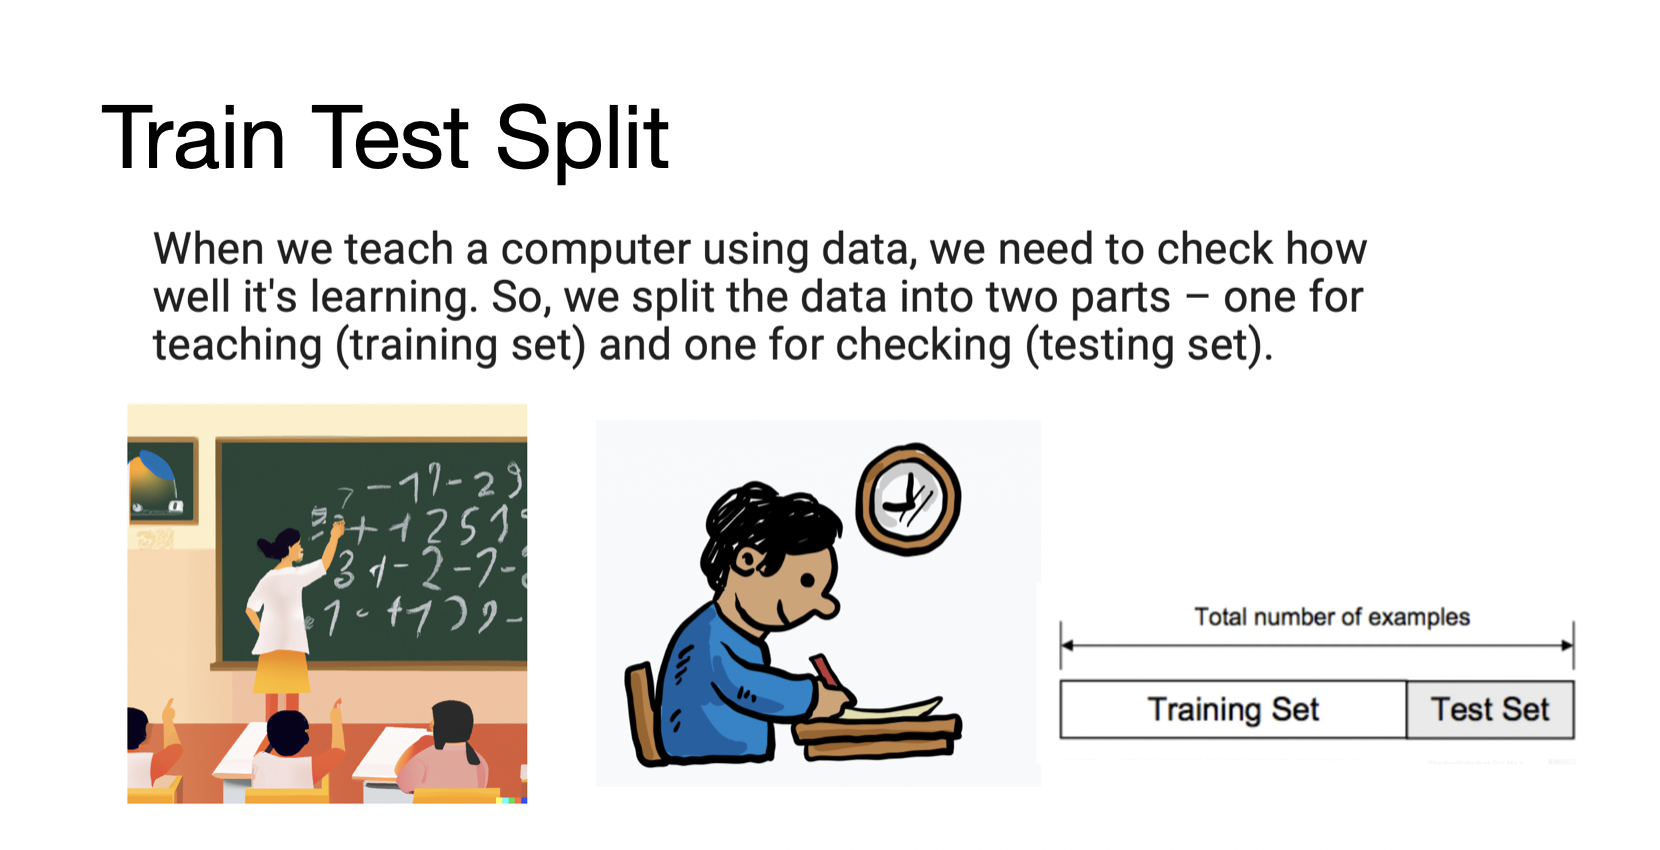 Train Test Split
When we teach a computer using data, we need to check how
well it's learning. So, we split the data into two parts – one for
teaching (training set) and one for checking (testing set).
Total number of examples
Training Set Test Set